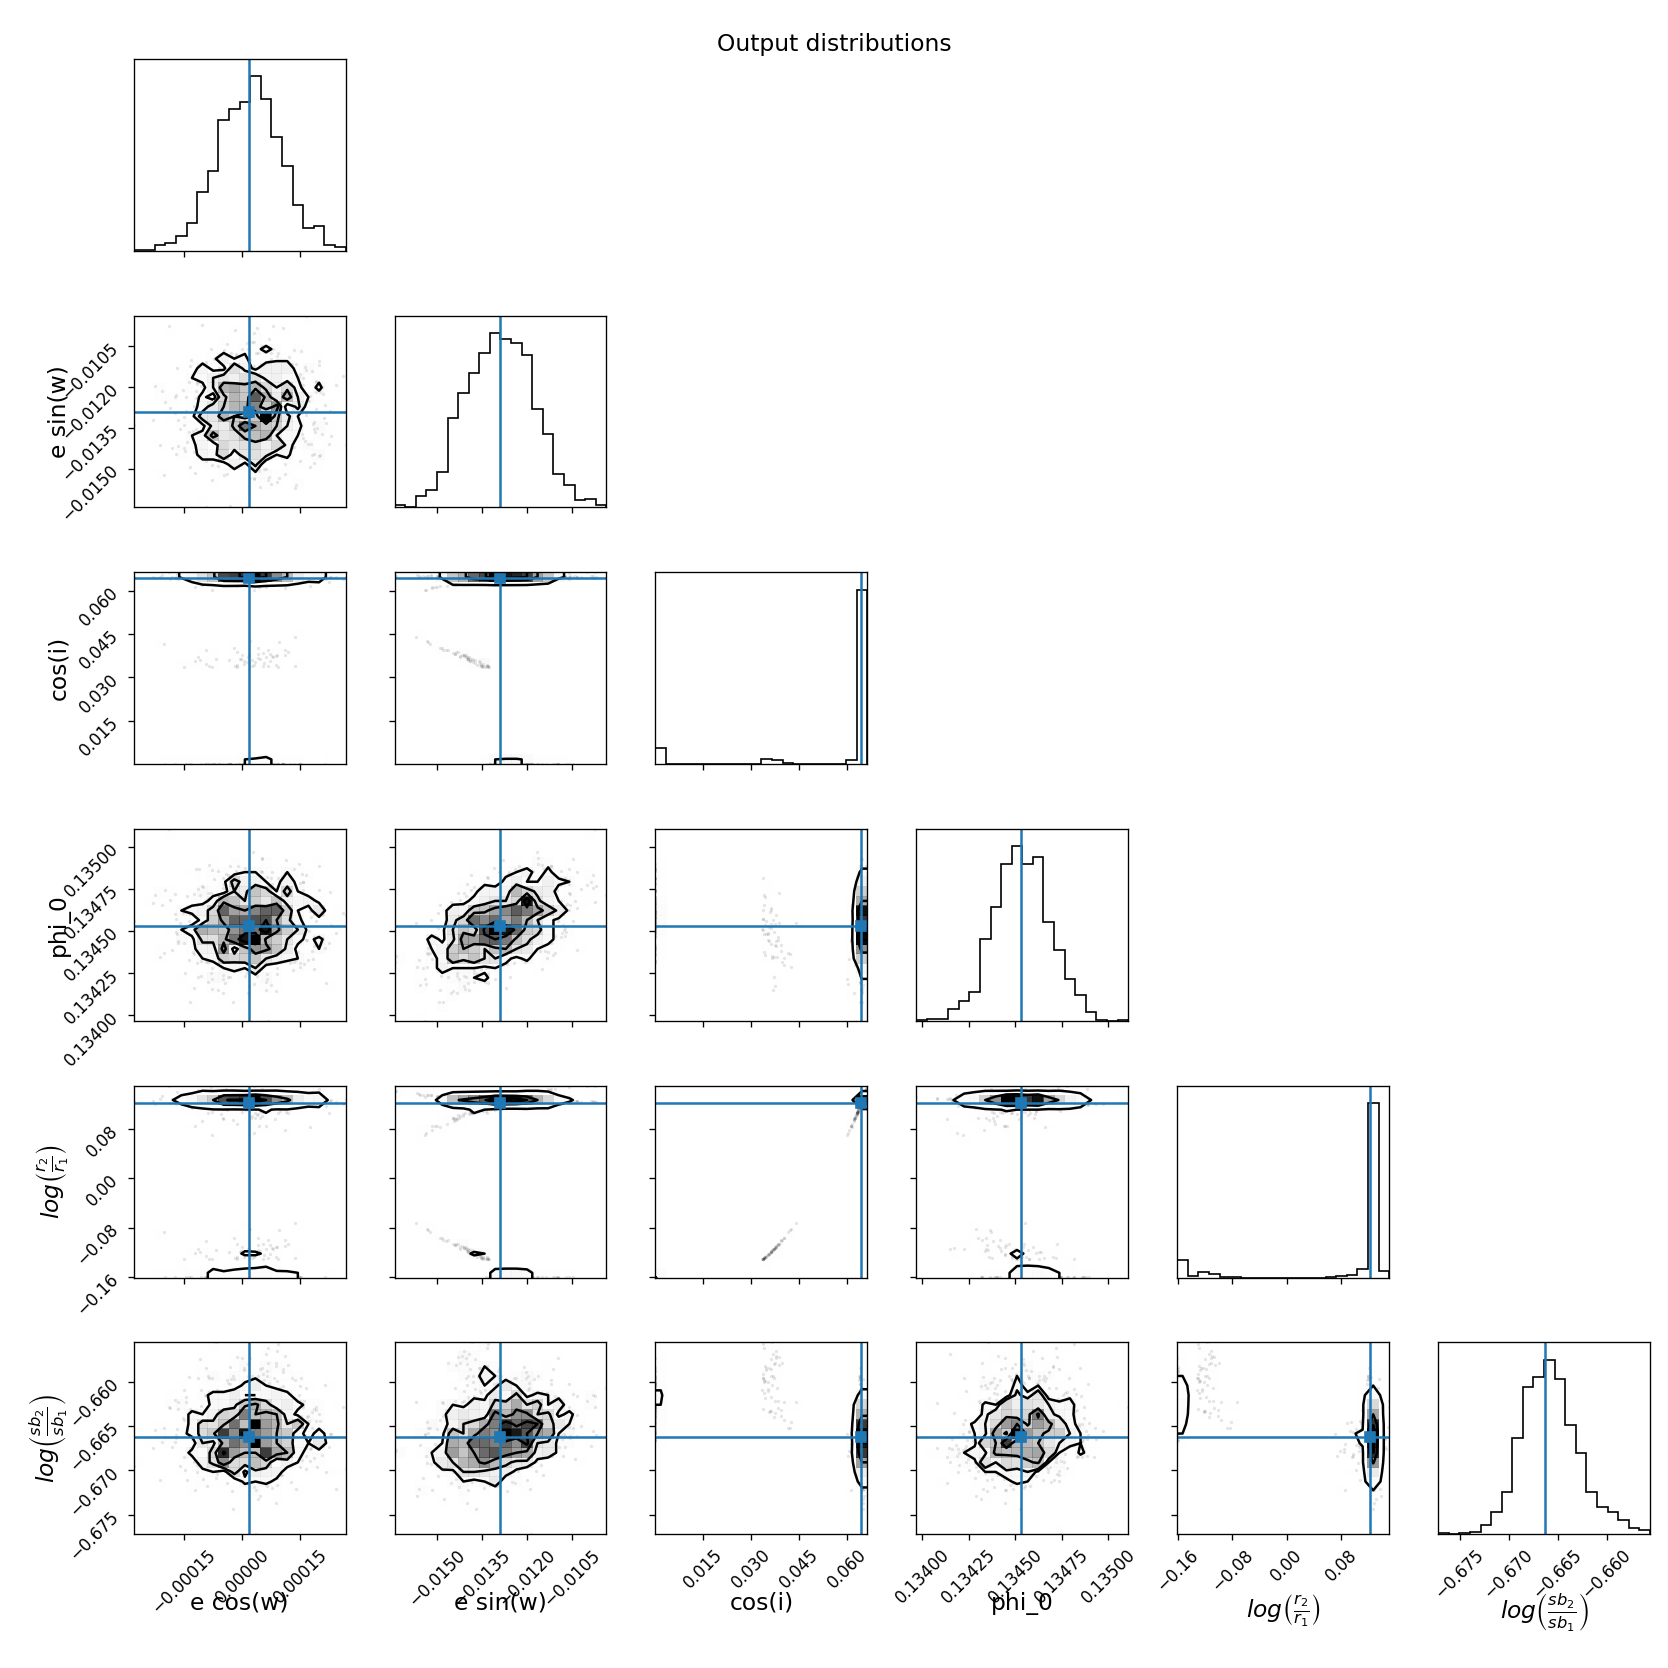 Output distributions
e sin(w)
−0.0105
−0.0120
−0.0135
−0.0150
cos(i)
0.060
0.045
0.030
0.015
phi_0
0.13500
0.13475
0.13450
0.13425
0.13400
log(r₂/r₁)
0.08
0.00
−0.08
−0.16
log(sb₂/sb₁)
−0.660
−0.665
−0.670
−0.675
−0.00015 0.00000 0.00015
−0.0150 −0.0135 −0.0120 −0.0105
0.015 0.030 0.045 0.060
0.13400 0.13425 0.13450 0.13475 0.13500
−0.16 −0.08 0.00 0.08
−0.675 −0.670 −0.665 −0.660
e cos(w) e sin(w) cos(i) phi_0 log(r₂/r₁) log(sb₂/sb₁)